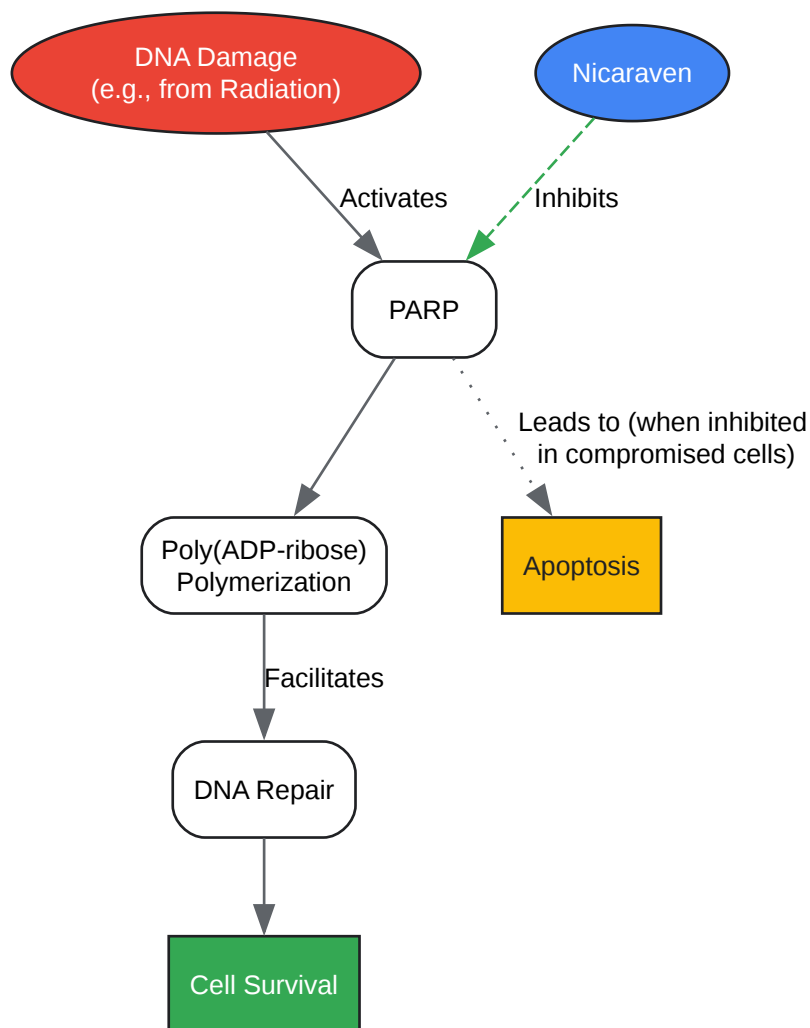 DNA Damage
(e.g., from Radiation)
Nicaraven
Activates
Inhibits
PARP
Leads to (when inhibited
in compromised cells)
Poly(ADP-ribose)
Polymerization
Apoptosis
Facilitates
DNA Repair
Cell Survival